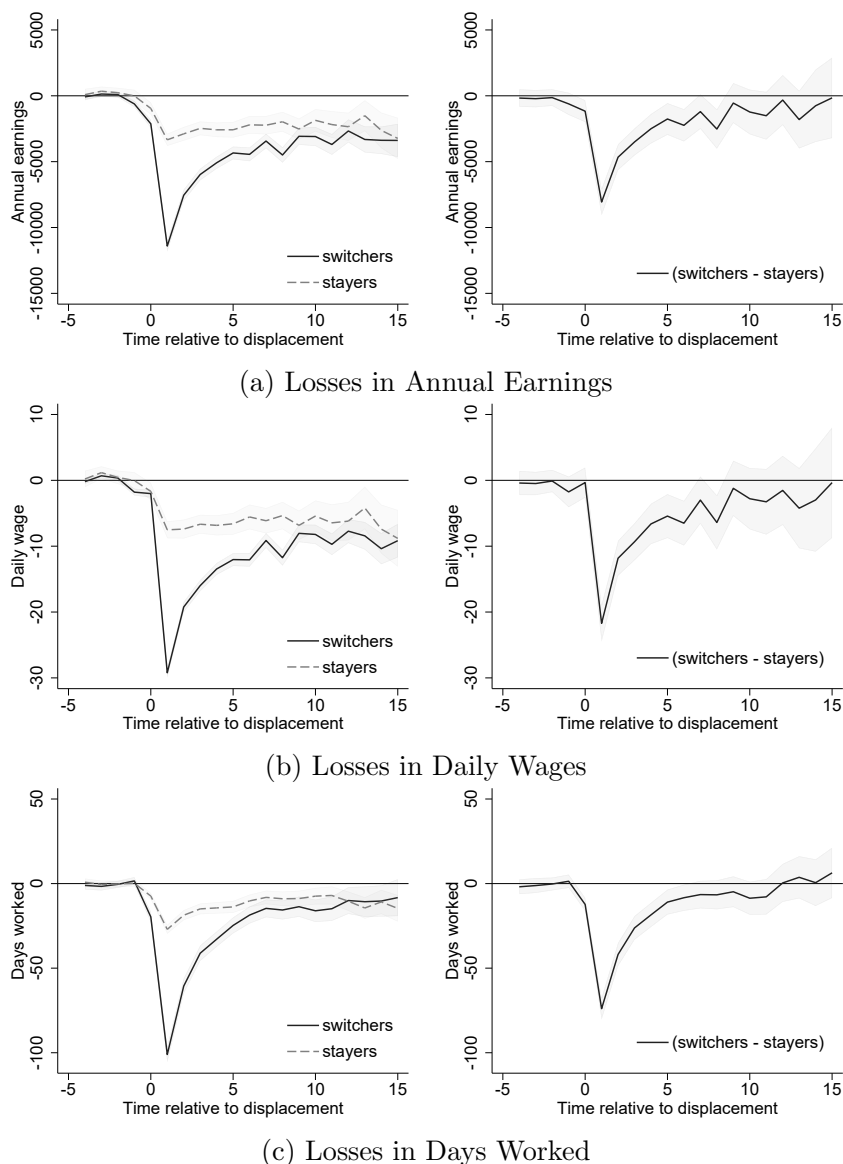 5000
0
-5000
-10000
-15000
Annual earnings
switchers
stayers
-5 0 5 10 15
Time relative to displacement
5000
0
-5000
-10000
-15000
Annual earnings
(switchers - stayers)
-5 0 5 10 15
Time relative to displacement
(a) Losses in Annual Earnings
10
0
-10
-20
-30
Daily wage
switchers
stayers
-5 0 5 10 15
Time relative to displacement
10
0
-10
-20
-30
Daily wage
(switchers - stayers)
-5 0 5 10 15
Time relative to displacement
(b) Losses in Daily Wages
50
0
-50
-100
Days worked
switchers
stayers
-5 0 5 10 15
Time relative to displacement
50
0
-50
-100
Days worked
(switchers - stayers)
-5 0 5 10 15
Time relative to displacement
(c) Losses in Days Worked